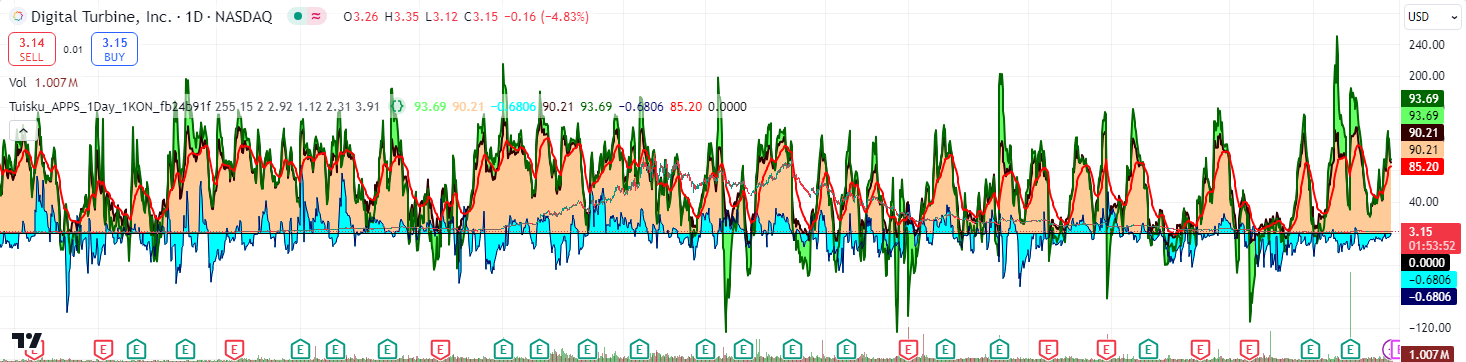 Digital Turbine, Inc. · 1D · NASDAQ ≈ O3.26 H3.35 L3.12 C3.15 −0.16 (−4.83%)
USD
3.14
SELL
0.01
3.15
BUY
240.00
Vol 1.007M
200.00
Tuisku_APPS_1Day_1KON_fb24b91f 255 15 2 2.92 1.12 2.31 3.91 {} 93.69 90.21 −0.6806 90.21 93.69 −0.6806 85.20 0.0000
93.69
93.69
90.21
90.21
85.20
40.00
3.15
01:53:52
0.0000
−0.6806
−0.6806
−120.00
E E E E E E E E E E E E E E E E E E E E E E E E E E E
1.007M